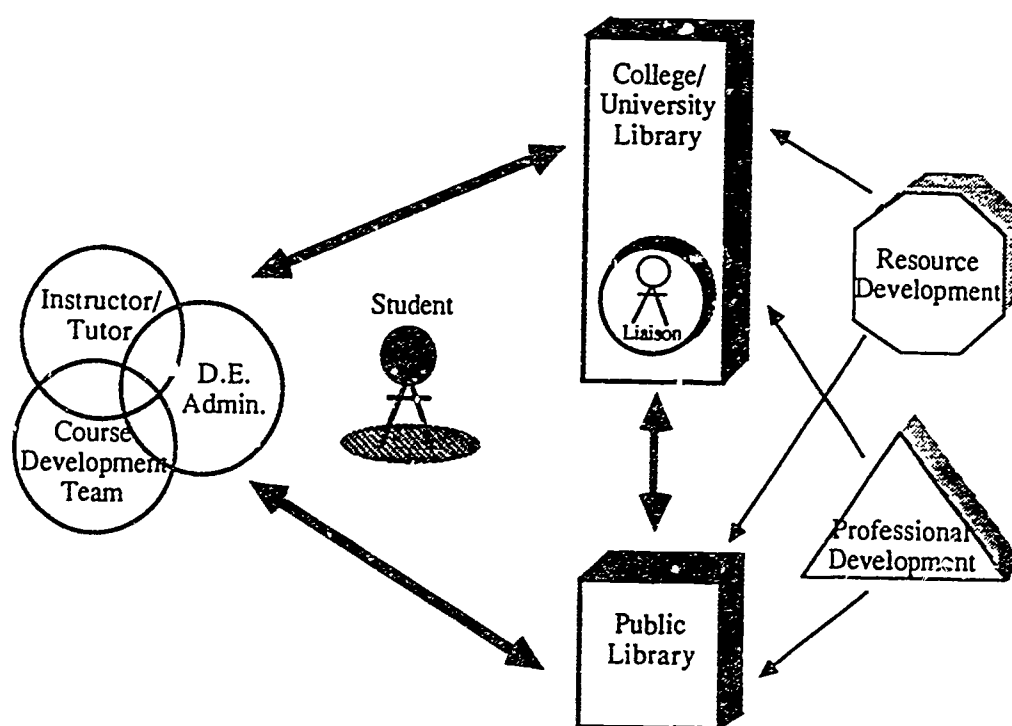 College/
University
Library
Liaison
Resource
Development
Student
Instructor/
Tutor
D.E.
Admin.
Course
Development
Team
Professional
Development
Public
Library